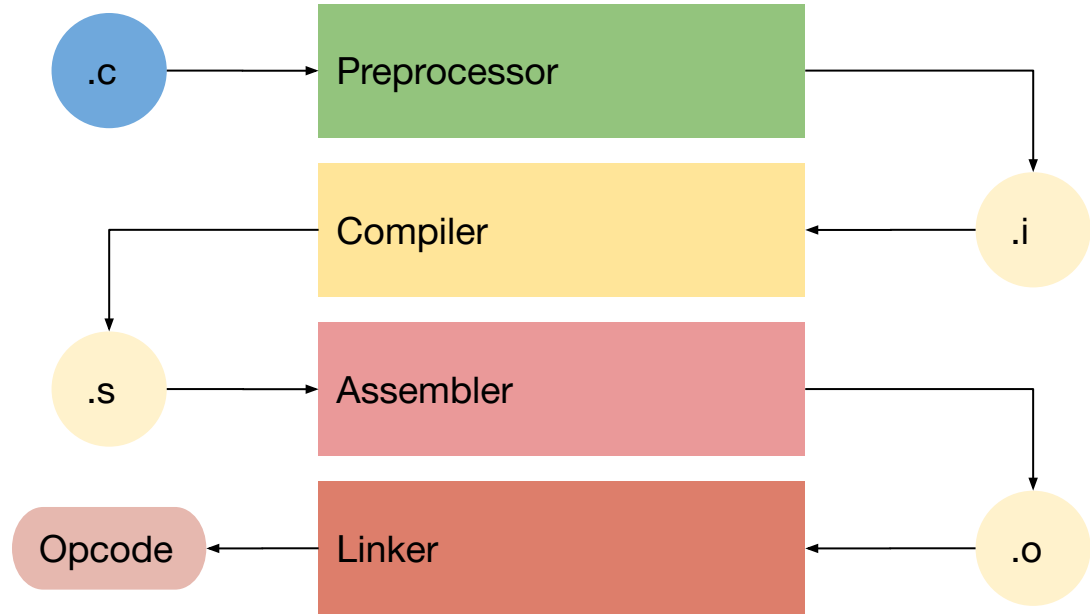 .c
Preprocessor
Compiler
.i
.s
Assembler
Opcode
Linker
.o